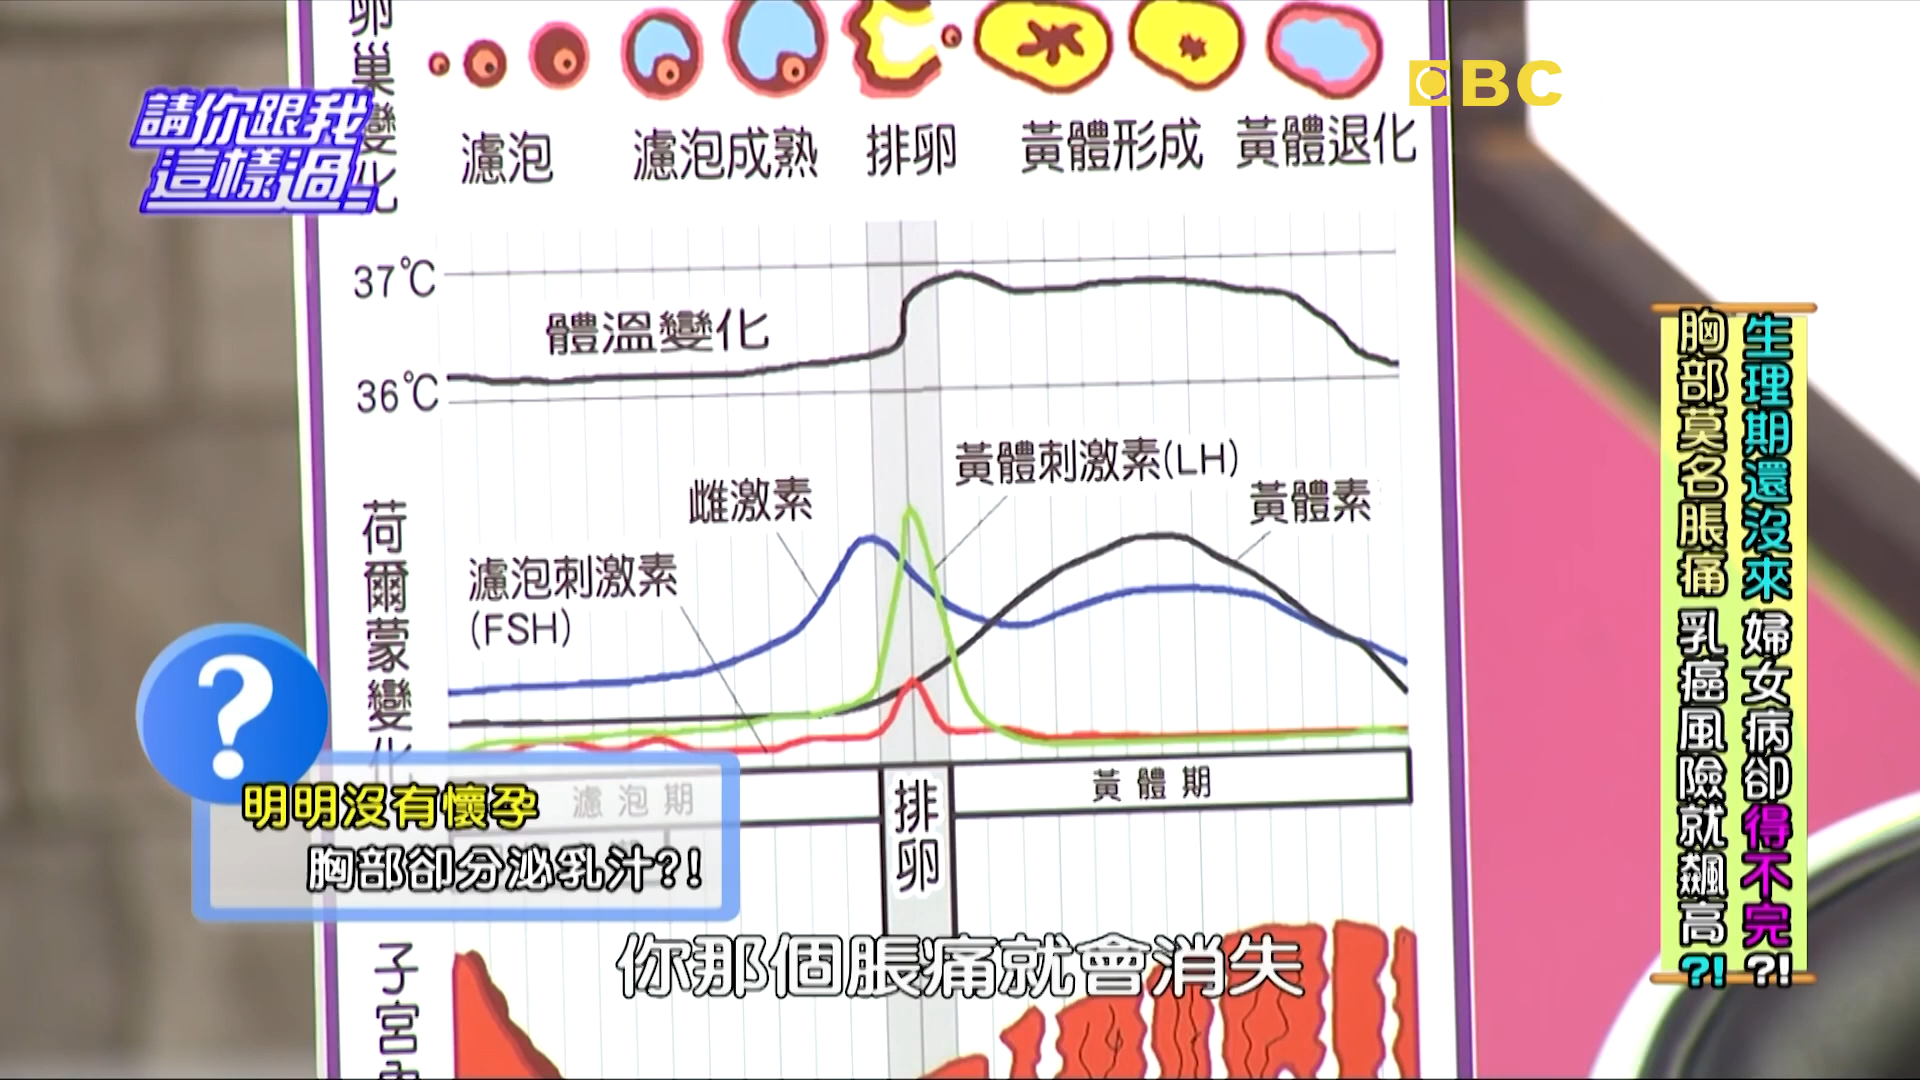 卵巢變化
濾泡
濾泡成熟
排卵
黃體形成
黃體退化
EBC
請你跟我
這樣過
37℃
體溫變化
36℃
荷爾蒙變化
黃體刺激素(LH)
雌激素
黃體素
濾泡刺激素
(FSH)
濾泡期
排卵
黃體期
子宮
生理期還沒來 婦女病卻得不完?!
胸部莫名脹痛 乳癌風險就飆高?!
?
明明沒有懷孕
胸部卻分泌乳汁?!
你那個脹痛就會消失